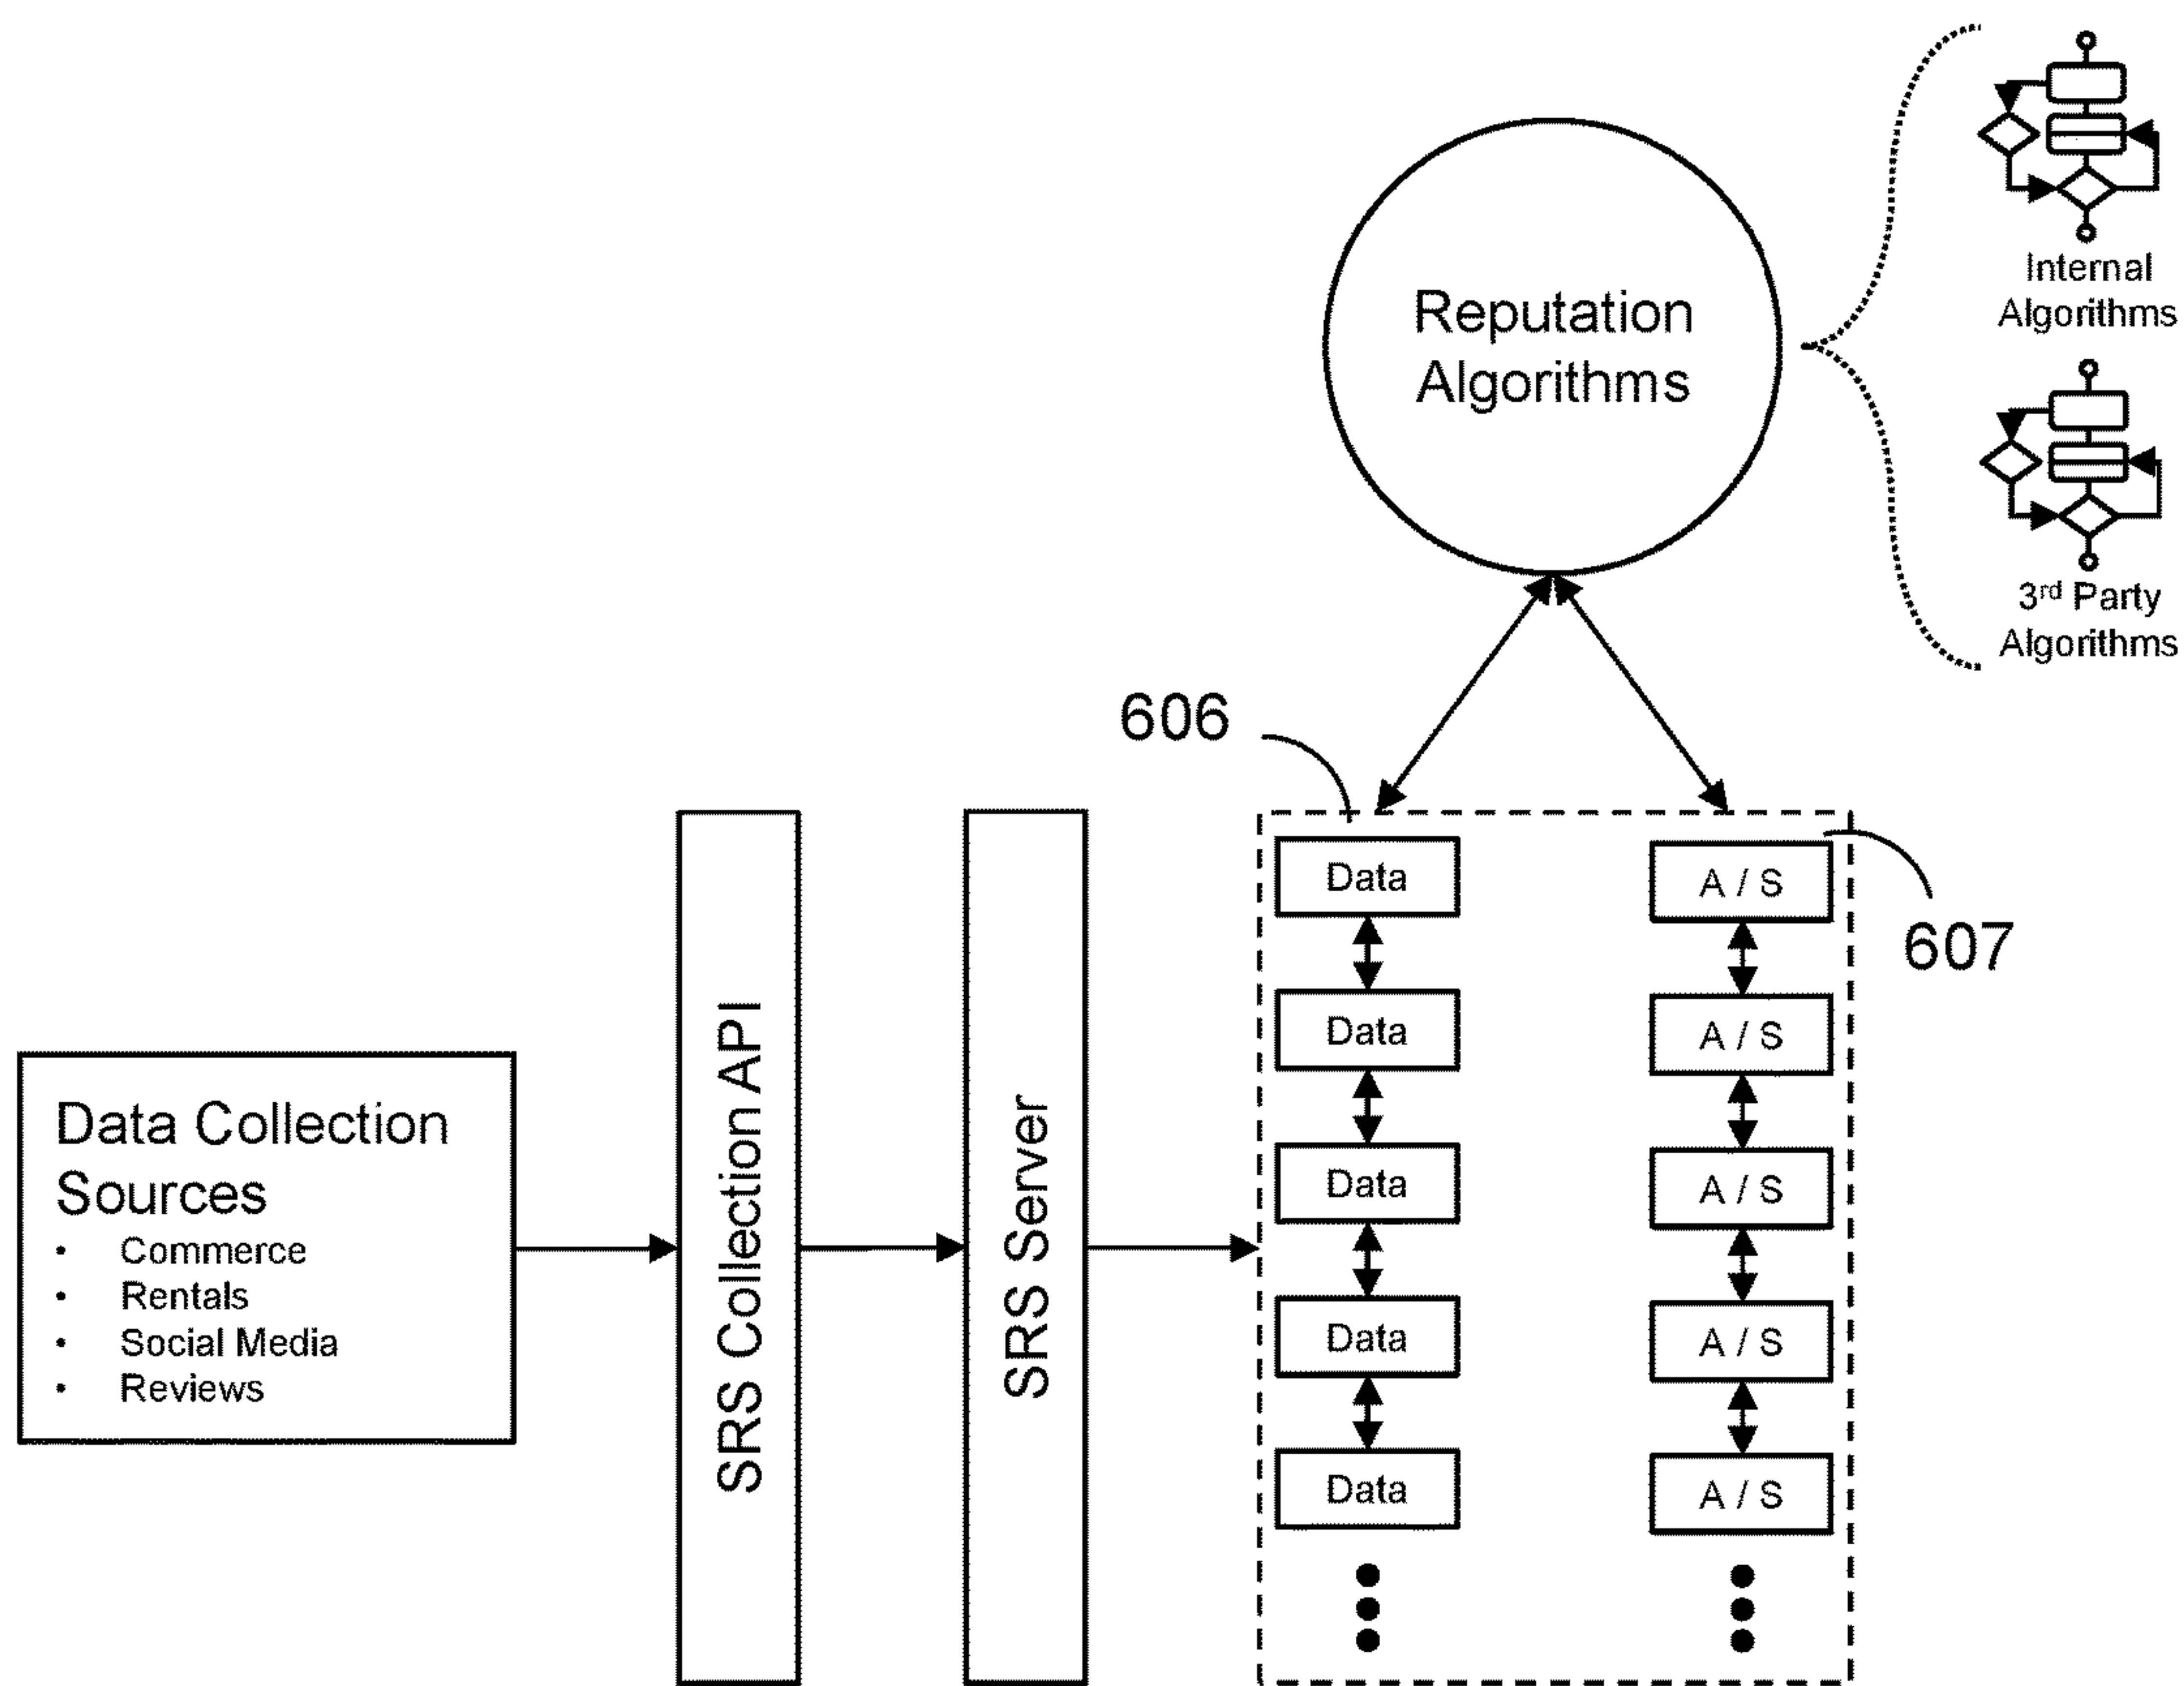 Internal
Algorithms
Reputation
Algorithms
3rd Party
Algorithms
606
607
Data Collection
Sources
• Commerce
• Rentals
• Social Media
• Reviews
SRS Collection API
SRS Server
Data
Data
Data
Data
Data
A / S
A / S
A / S
A / S
A / S